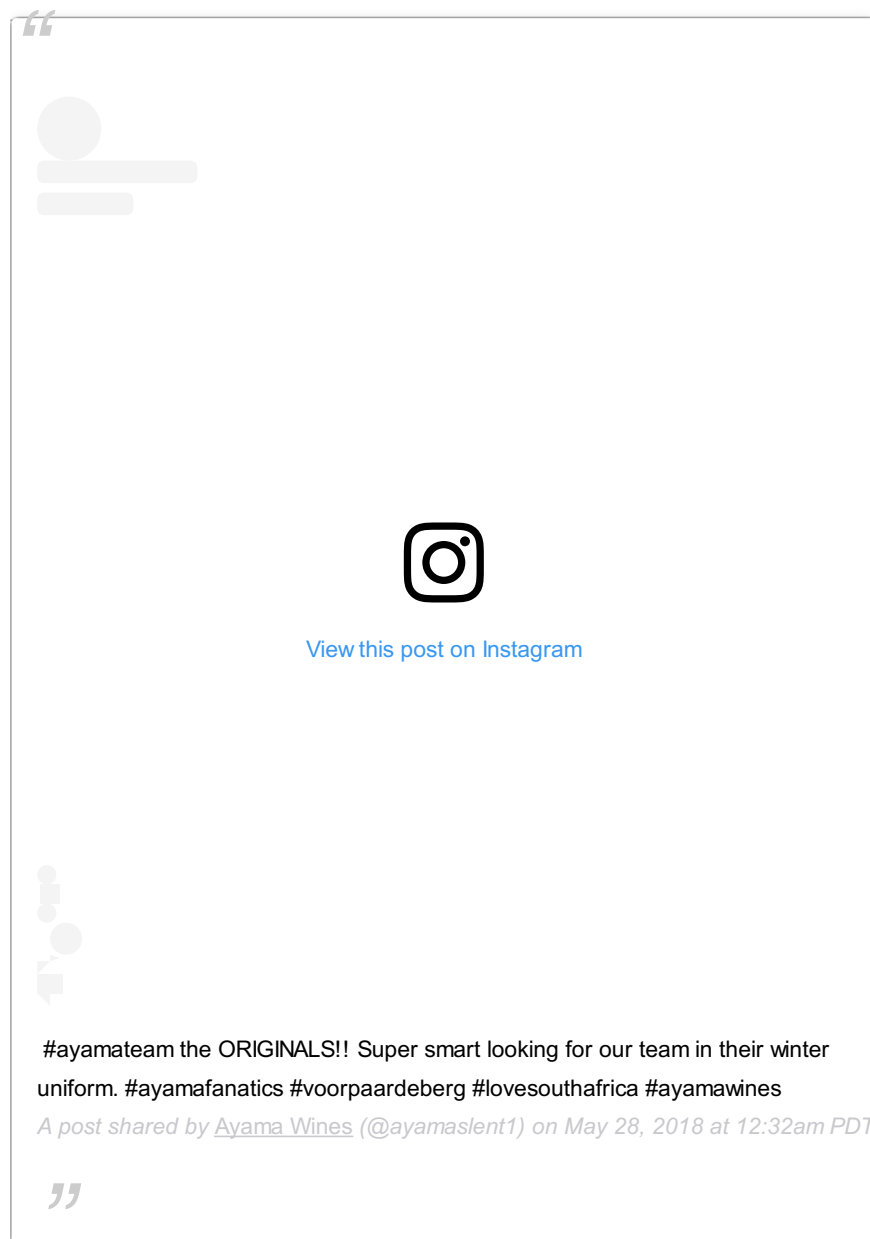 “
View this post on Instagram
#ayamateam the ORIGINALS!! Super smart looking for our team in their winter
uniform. #ayamafanatics #voorpaardeberg #lovesouthafrica #ayamawines
A post shared by Ayama Wines (@ayamaslent1) on May 28, 2018 at 12:32am PDT
”